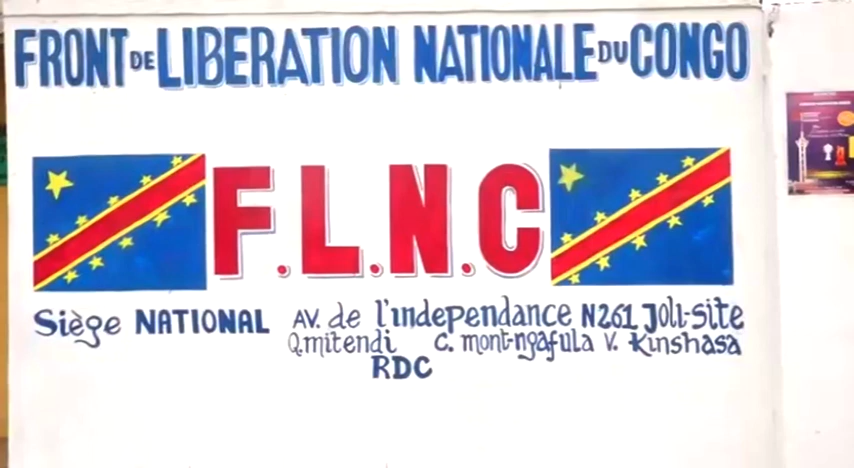 FRONT DE LIBERATION NATIONALE DU CONGO
F.L.N.C
Siège NATIONAL AV. de l'independance N261 Joli-Site
Q.mitendi C. mont-ngafula V. Kinshasa
RDC